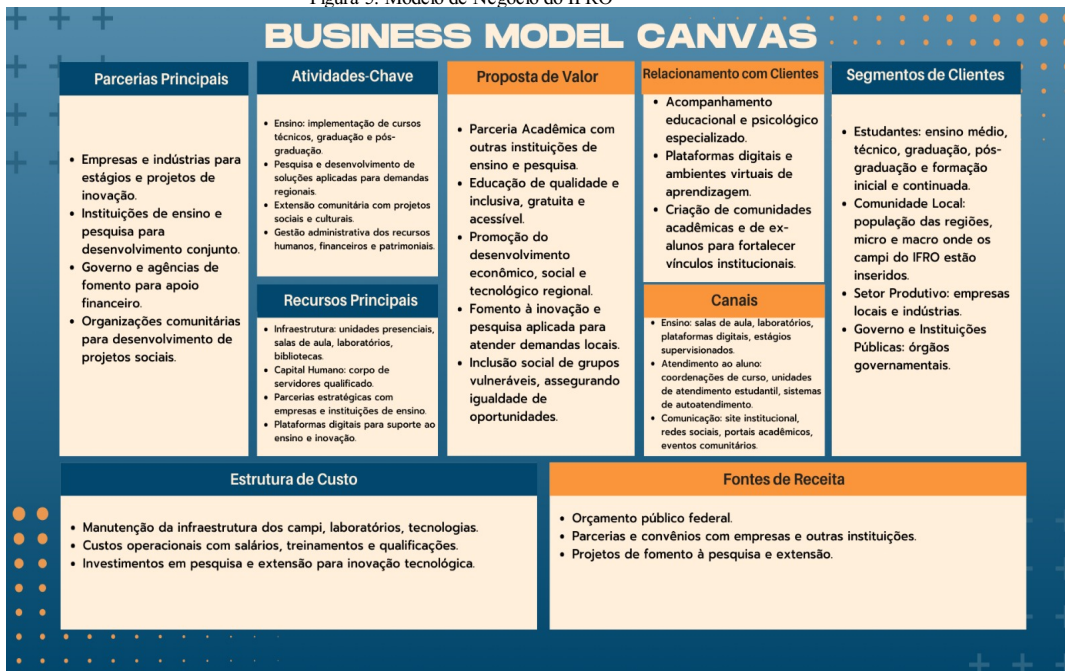 Figura 5: Modelo de Negócio do IFRO
BUSINESS MODEL CANVAS
Parcerias Principais
• Empresas e indústrias para
estágios e projetos de
inovação.
• Instituições de ensino e
pesquisa para
desenvolvimento conjunto.
• Governo e agências de
fomento para apoio
financeiro.
• Organizações comunitárias
para desenvolvimento de
projetos sociais.
Atividades-Chave
• Ensino: implementação de cursos
técnicos, graduação e pós-
graduação.
• Pesquisa e desenvolvimento de
soluções aplicadas para demandas
regionais.
• Extensão comunitária com projetos
sociais e culturais.
• Gestão administrativa dos recursos
humanos, financeiros e patrimoniais.
Recursos Principais
• Infraestrutura: unidades presenciais,
salas de aula, laboratórios,
bibliotecas.
• Capital Humano: corpo de
servidores qualificado.
• Parcerias estratégicas com
empresas e instituições de ensino.
• Plataformas digitais para suporte ao
ensino e inovação.
Proposta de Valor
• Parceria Acadêmica com
outras instituições de
ensino e pesquisa.
• Educação de qualidade e
inclusiva, gratuita e
acessível.
• Promoção do
desenvolvimento
econômico, social e
tecnológico regional.
• Fomento à inovação e
pesquisa aplicada para
atender demandas locais.
• Inclusão social de grupos
vulneráveis, assegurando
igualdade de
oportunidades.
Relacionamento com Clientes
• Acompanhamento
educacional e psicológico
especializado.
• Plataformas digitais e
ambientes virtuais de
aprendizagem.
• Criação de comunidades
acadêmicas e de ex-
alunos para fortalecer
vínculos institucionais.
Canais
• Ensino: salas de aula, laboratórios,
plataformas digitais, estágios
supervisionados.
• Atendimento ao aluno:
coordenações de curso, unidades
de atendimento estudantil, sistemas
de autoatendimento.
• Comunicação: site institucional,
redes sociais, portais acadêmicos,
eventos comunitários.
Segmentos de Clientes
• Estudantes: ensino médio,
técnico, graduação, pós-
graduação e formação
inicial e continuada.
• Comunidade Local:
população das regiões,
micro e macro onde os
campi do IFRO estão
inseridos.
• Setor Produtivo: empresas
locais e indústrias.
• Governo e Instituições
Públicas: órgãos
governamentais.
Estrutura de Custo
• Manutenção da infraestrutura dos campi, laboratórios, tecnologias.
• Custos operacionais com salários, treinamentos e qualificações.
• Investimentos em pesquisa e extensão para inovação tecnológica.
Fontes de Receita
• Orçamento público federal.
• Parcerias e convênios com empresas e outras instituições.
• Projetos de fomento à pesquisa e extensão.